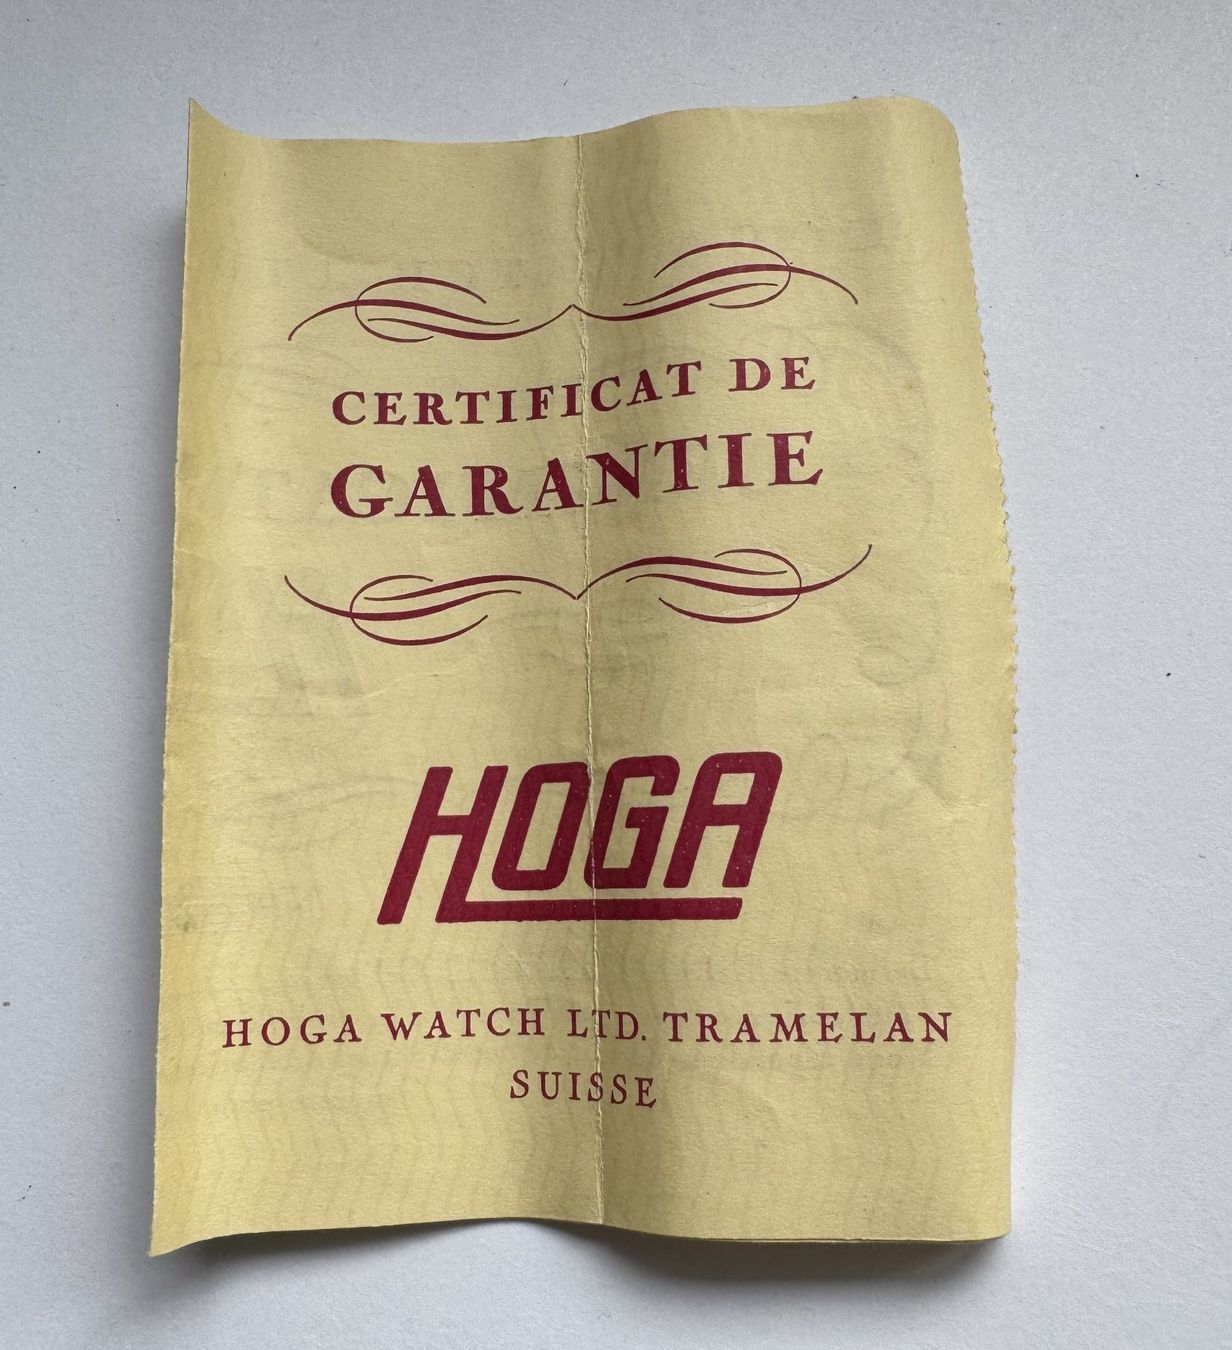 CERTIFICAT DE
GARANTIE
HOGA
HOGA WATCH LTD. TRAMELAN
SUISSE